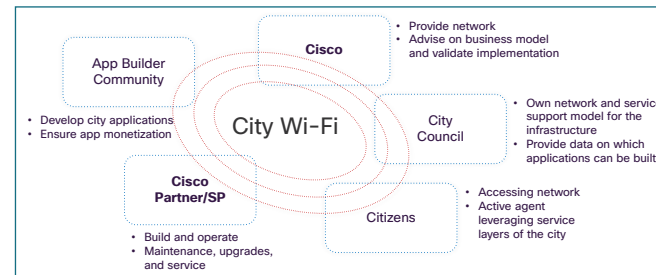 Cisco
• Provide network
• Advise on business model
and validate implementation
App Builder
Community
• Develop city applications
• Ensure app monetization
City Wi-Fi
City
Council
• Own network and service
support model for the
infrastructure
• Provide data on which
applications can be built
Cisco
Partner/SP
• Build and operate
• Maintenance, upgrades,
and service
Citizens
• Accessing network
• Active agent
leveraging service
layers of the city